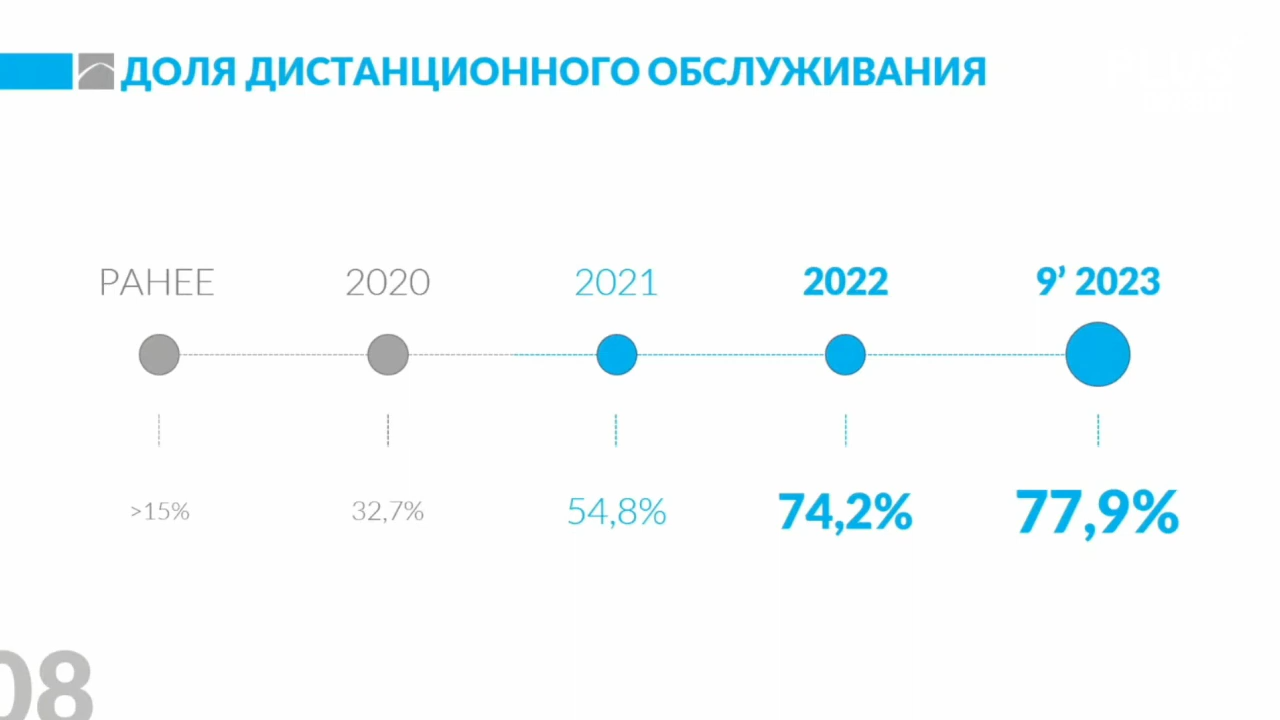 ДОЛЯ ДИСТАНЦИОННОГО ОБСЛУЖИВАНИЯ
PLUS
РАНЕЕ 2020 2021 2022 9’ 2023
>15% 32,7% 54,8% 74,2% 77,9%
08